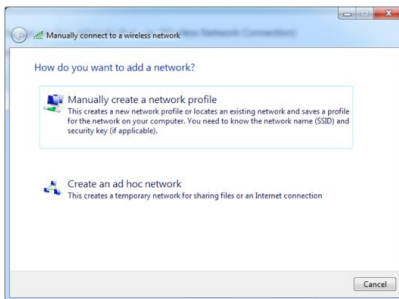 Manually connect to a wireless network
How do you want to add a network?
Manually create a network profile
This creates a new network profile or locates an existing network and saves a profile
for the network on your computer. You need to know the network name (SSID) and
security key (if applicable).
Create an ad hoc network
This creates a temporary network for sharing files or an Internet connection
Cancel